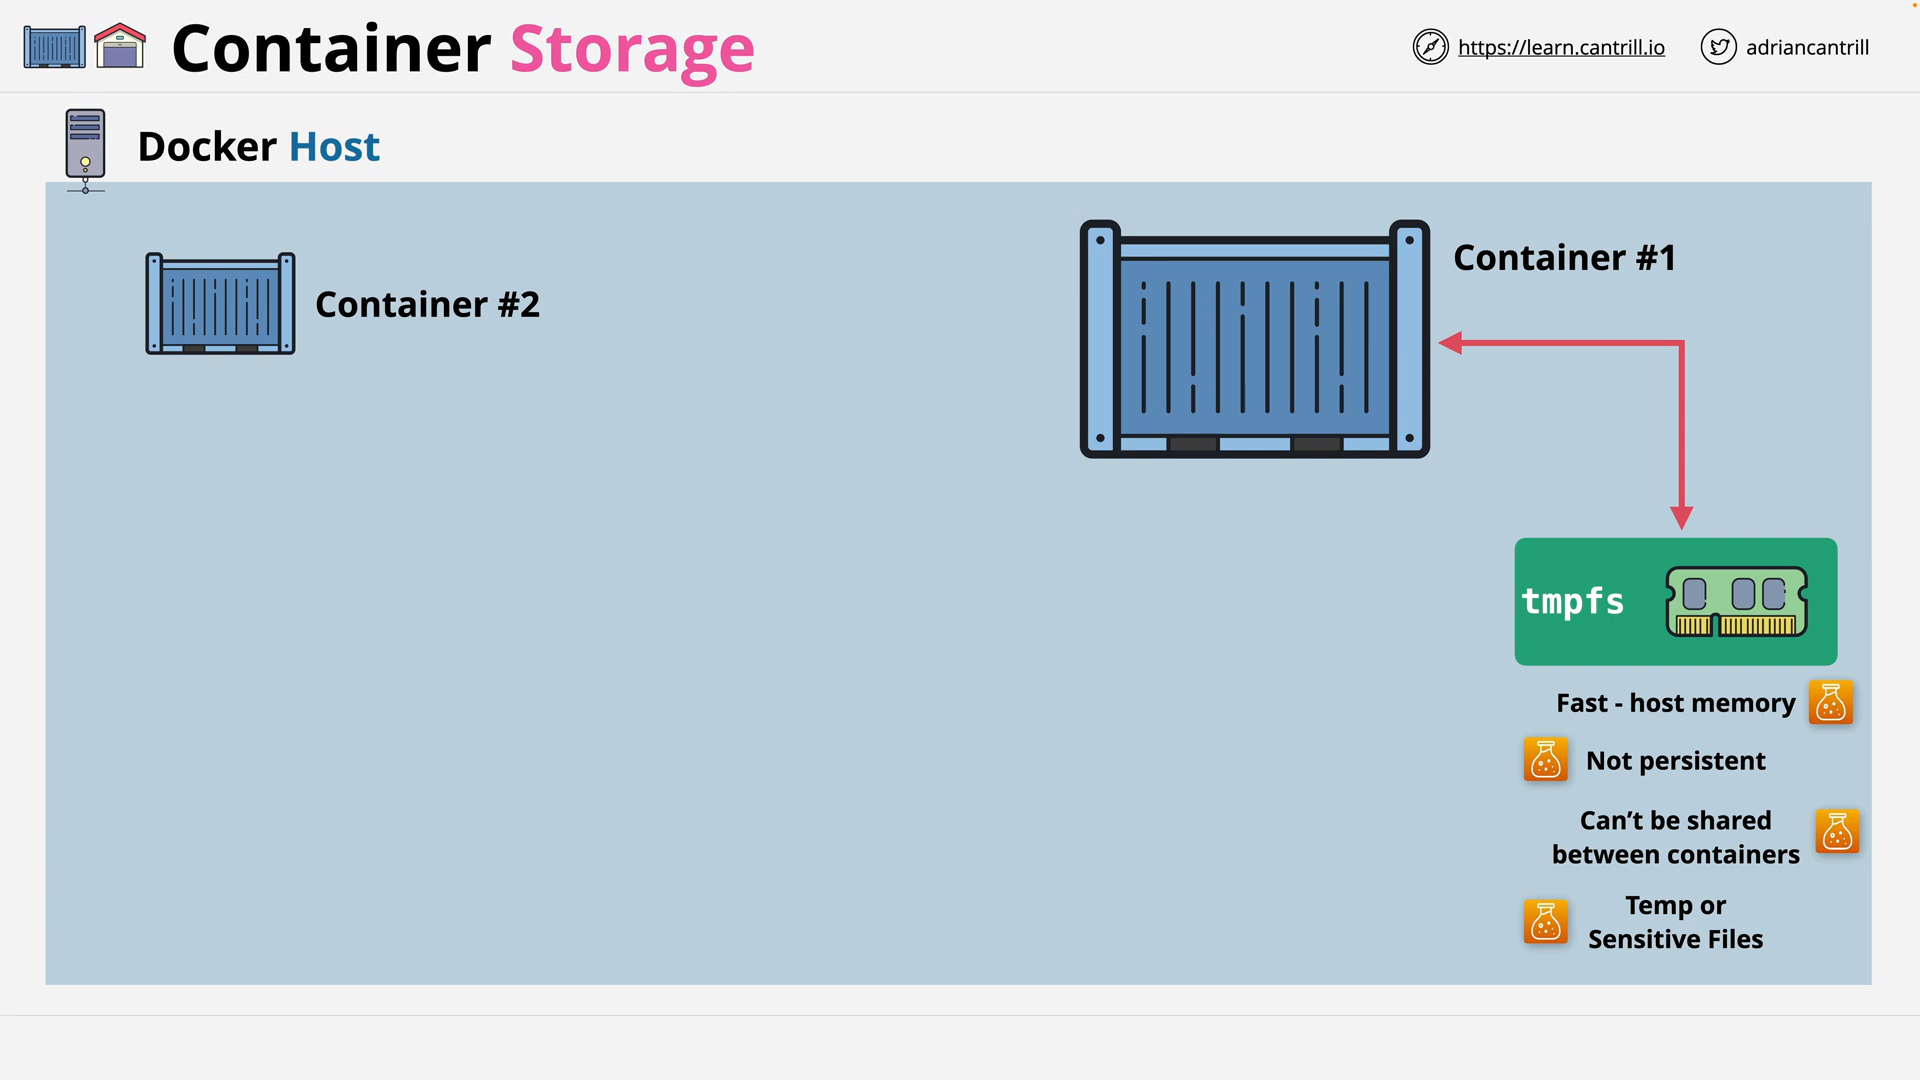 Container Storage
https://learn.cantrill.io
adriancantrill
Docker Host
Container #2
Container #1
tmpfs
Fast - host memory
Not persistent
Can’t be shared
between containers
Temp or
Sensitive Files